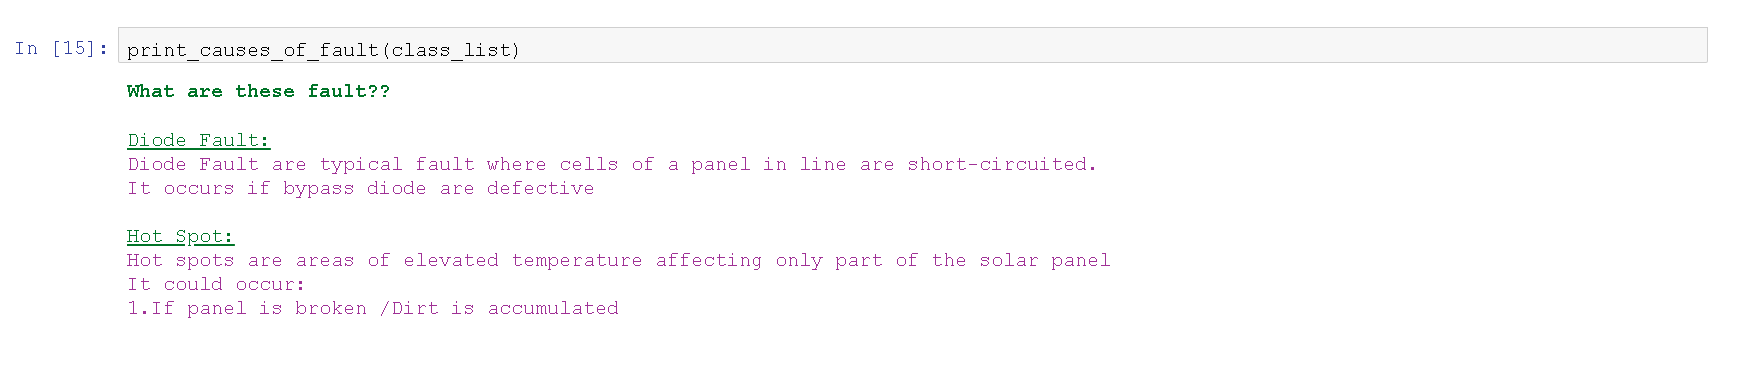 In [15]: print_causes_of_fault(class_list)
What are these fault??
Diode Fault:
Diode Fault are typical fault where cells of a panel in line are short-circuited.
It occurs if bypass diode are defective
Hot Spot:
Hot spots are areas of elevated temperature affecting only part of the solar panel
It could occur:
1.If panel is broken /Dirt is accumulated